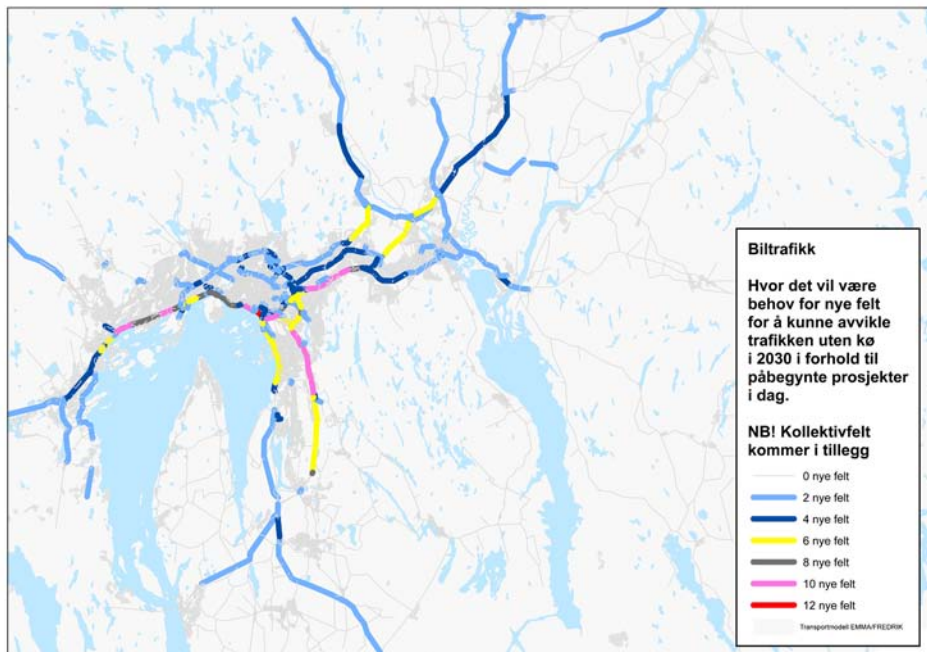 Biltrafikk
Hvor det vil være
behov for nye felt
for å kunne avvikle
trafikken uten kø
i 2030 i forhold til
påbegynte prosjekter
i dag.
NB! Kollektivfelt
kommer i tillegg
0 nye felt
2 nye felt
4 nye felt
6 nye felt
8 nye felt
10 nye felt
12 nye felt
Transportmodell EMMA/FREDRIK